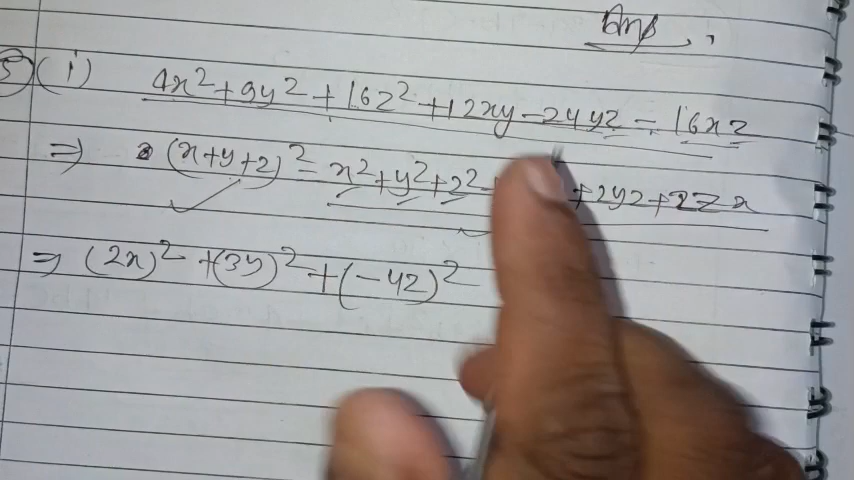 Ans.
5) (i) 4x² + 9y² + 16z² + 12xy - 24yz - 16xz
⇒ (x+y+z)² = x² + y² + z² + 2yz + 2zx
⇒ (2x)² + (3y)² + (-4z)²